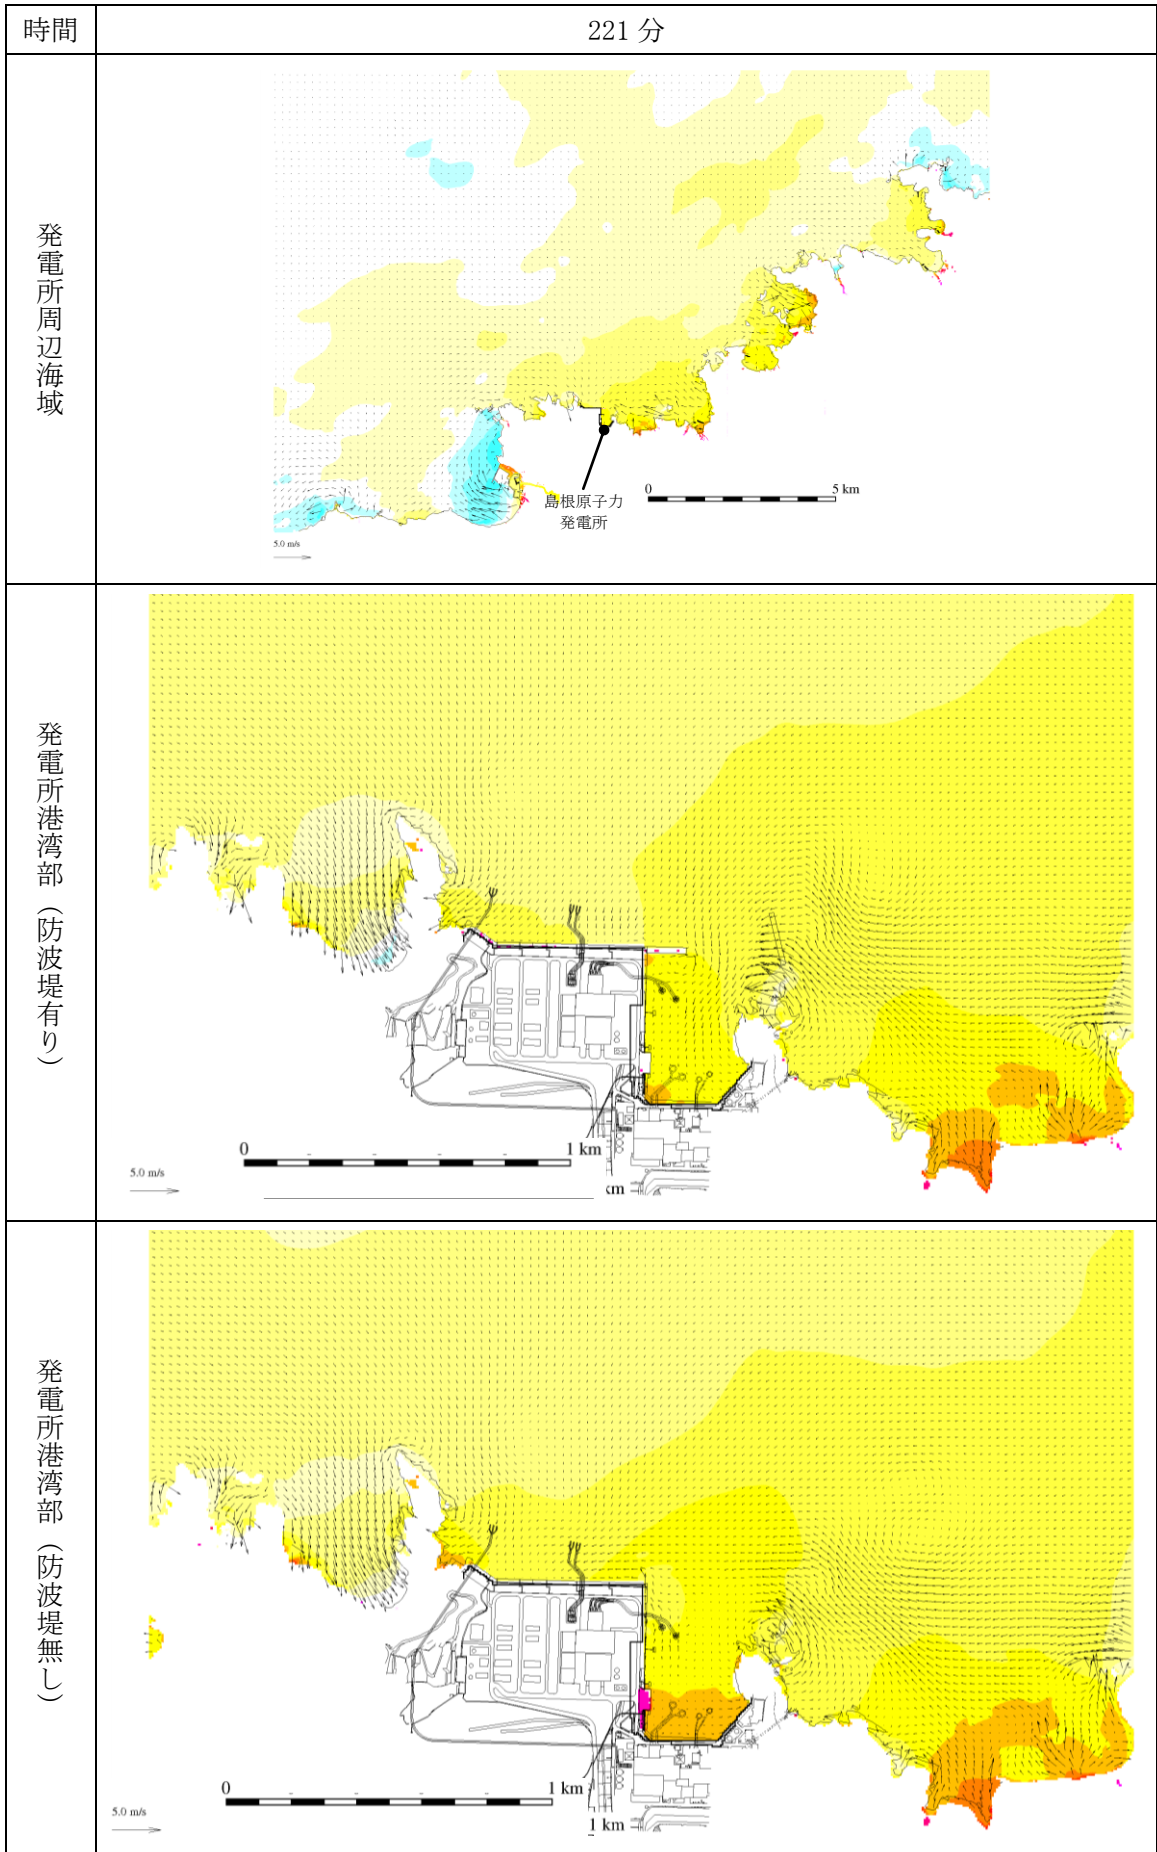 時間
221 分
発電所周辺海域
島根原子力
発電所
0
5 km
5.0 m/s
発電所港湾部（防波堤有り）
0
1 km
5.0 m/s
km
発電所港湾部（防波堤無し）
0
1 km
5.0 m/s
1 km